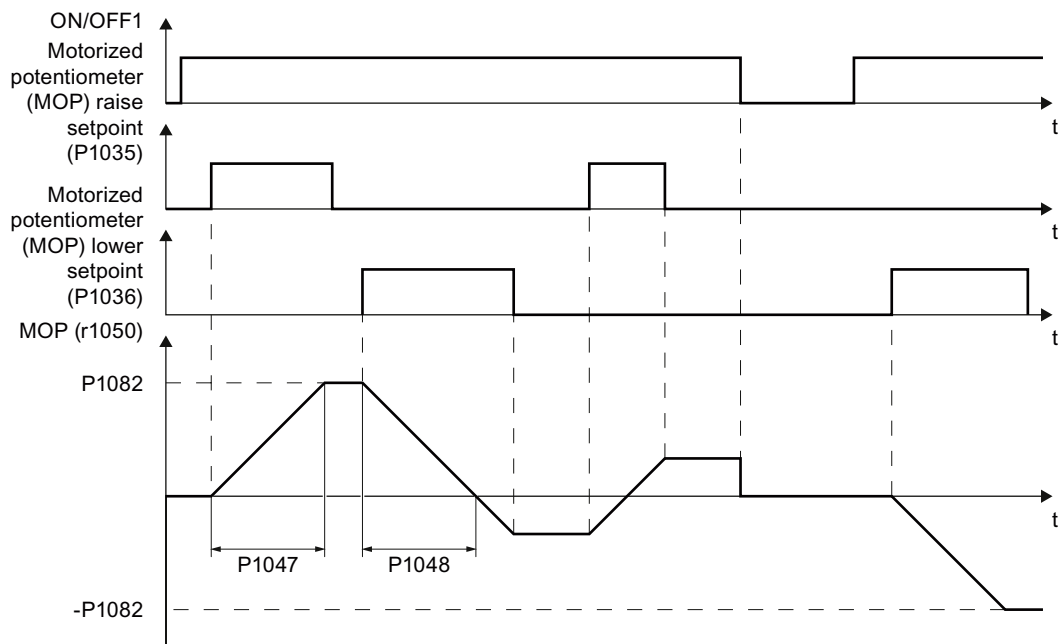 ON/OFF1
Motorized
potentiometer
(MOP) raise
setpoint
(P1035)
t
Motorized
potentiometer
(MOP) lower
setpoint
(P1036)
t
MOP (r1050)
t
P1082
t
P1047
P1048
-P1082